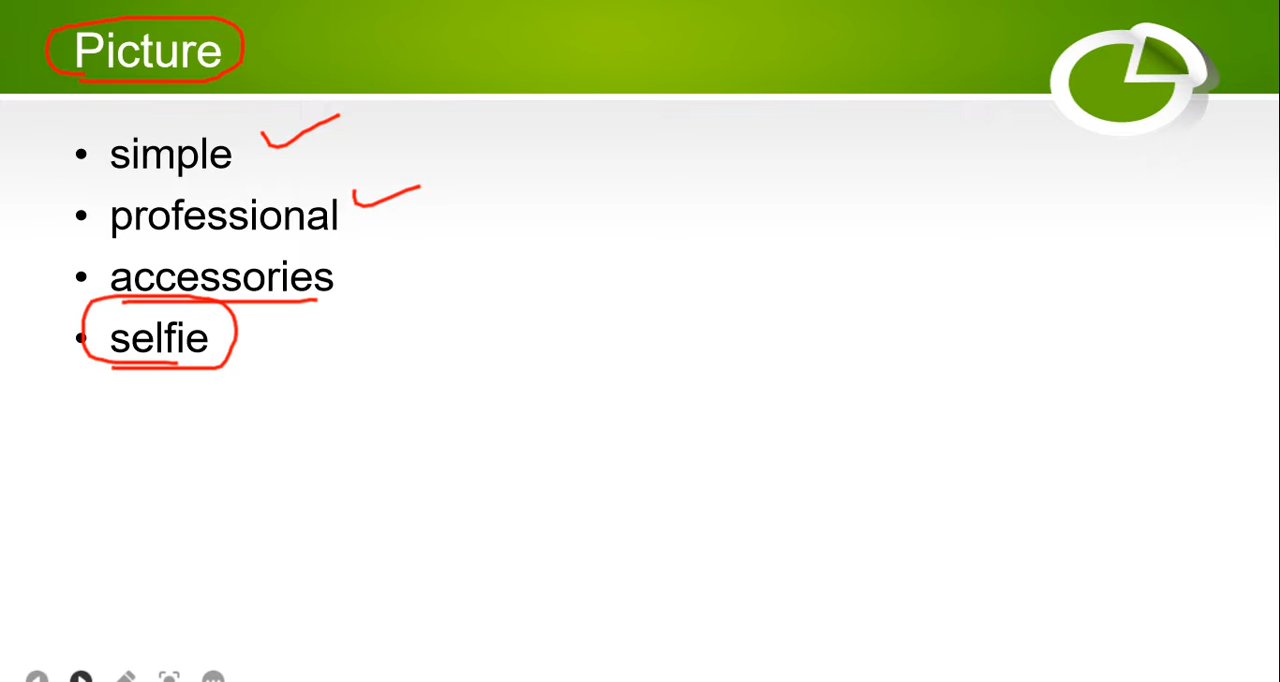 Picture
• simple
• professional
• accessories
• selfie